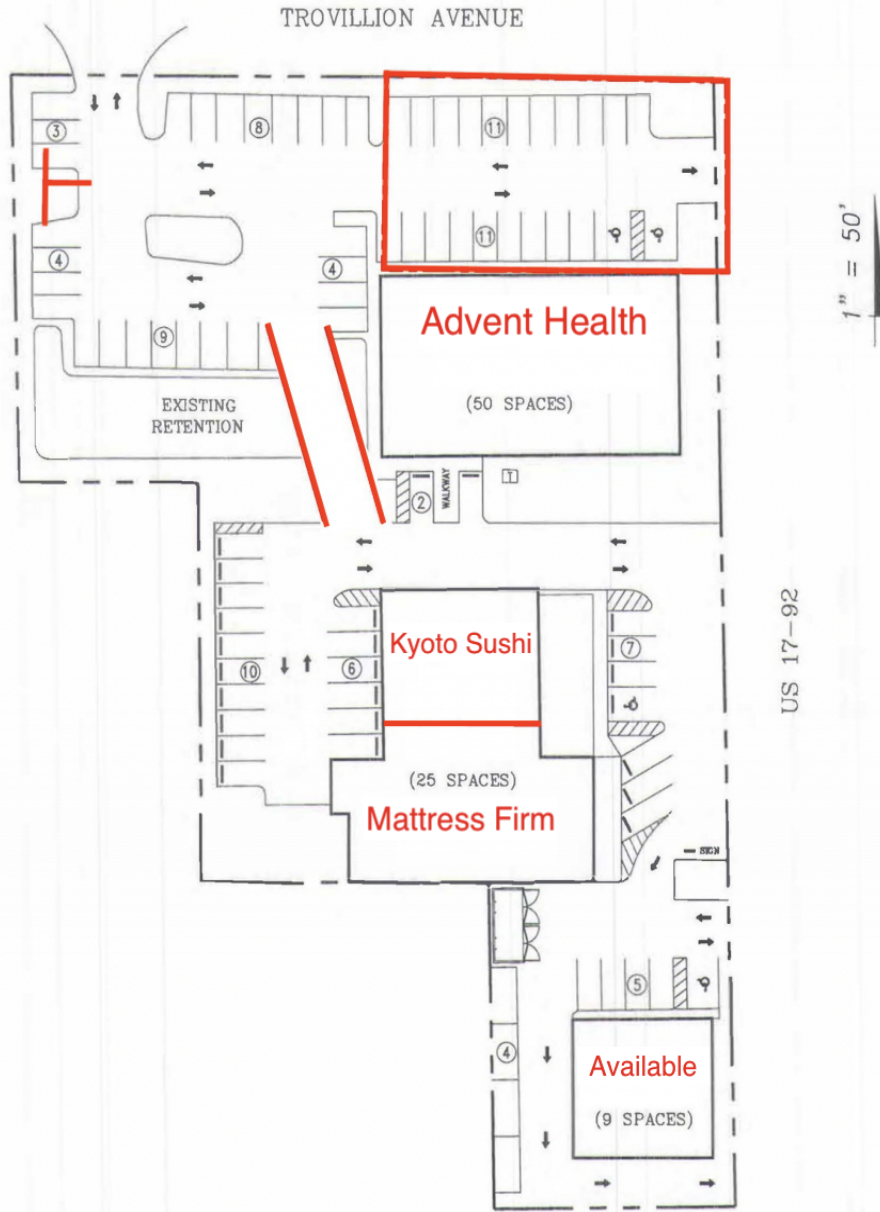 TROVILLION AVENUE
3
8
11
4
11
4
9
1" = 50'
Advent Health
(50 SPACES)
EXISTING
RETENTION
2
WALKWAY
T
US 17-92
Kyoto Sushi
10
6
7
(25 SPACES)
Mattress Firm
SIGN
5
4
Available
(9 SPACES)